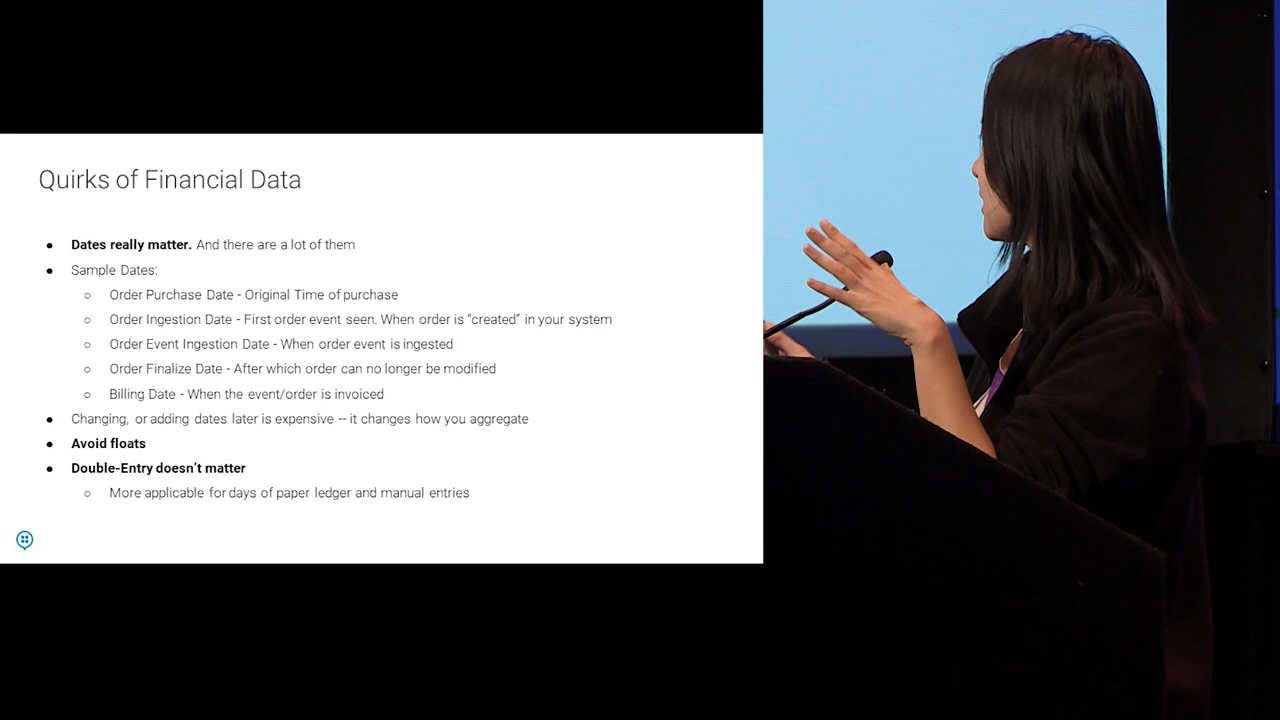 Quirks of Financial Data
● Dates really matter. And there are a lot of them
● Sample Dates:
○ Order Purchase Date - Original Time of purchase
○ Order Ingestion Date - First order event seen. When order is “created” in your system
○ Order Event Ingestion Date - When order event is ingested
○ Order Finalize Date - After which order can no longer be modified
○ Billing Date - When the event/order is invoiced
● Changing, or adding dates later is expensive -- it changes how you aggregate
● Avoid floats
● Double-Entry doesn’t matter
○ More applicable for days of paper ledger and manual entries